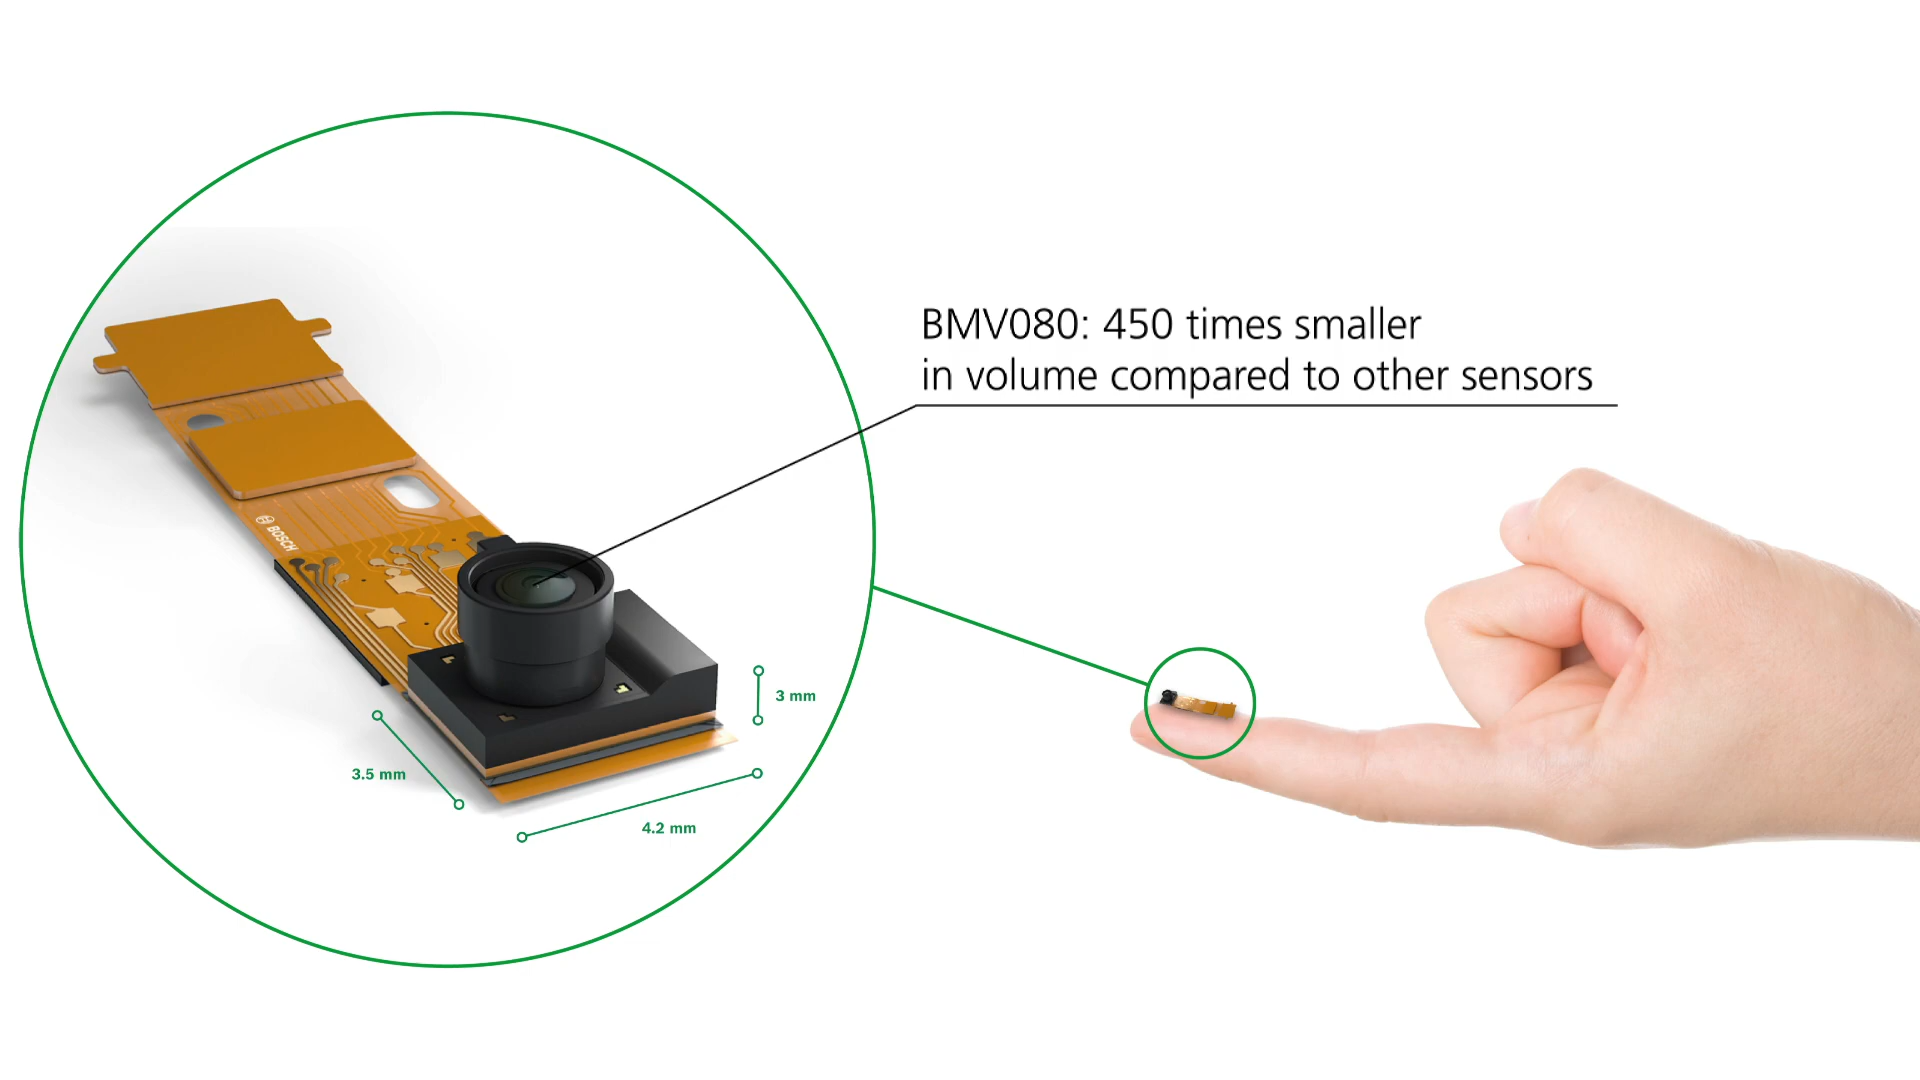 BMV080: 450 times smaller
in volume compared to other sensors
BOSCH
3 mm
3.5 mm
4.2 mm